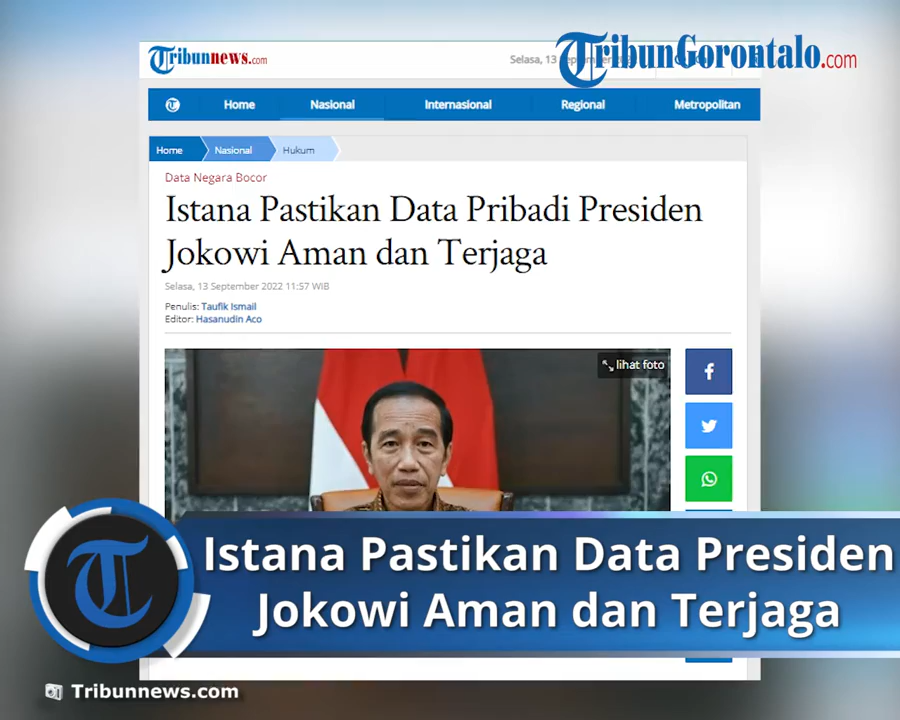 Tribunnews.com
Selasa, 13
TribunGorontalo.com
Home
Nasional
Internasional
Regional
Metropolitan
Home
Nasional
Hukum
Data Negara Bocor
Istana Pastikan Data Pribadi Presiden
Jokowi Aman dan Terjaga
Selasa, 13 September 2022 11:57 WIB
Penulis: Taufik Ismail
Editor: Hasanudin Aco
lihat foto
Istana Pastikan Data Presiden
Jokowi Aman dan Terjaga
Tribunnews.com